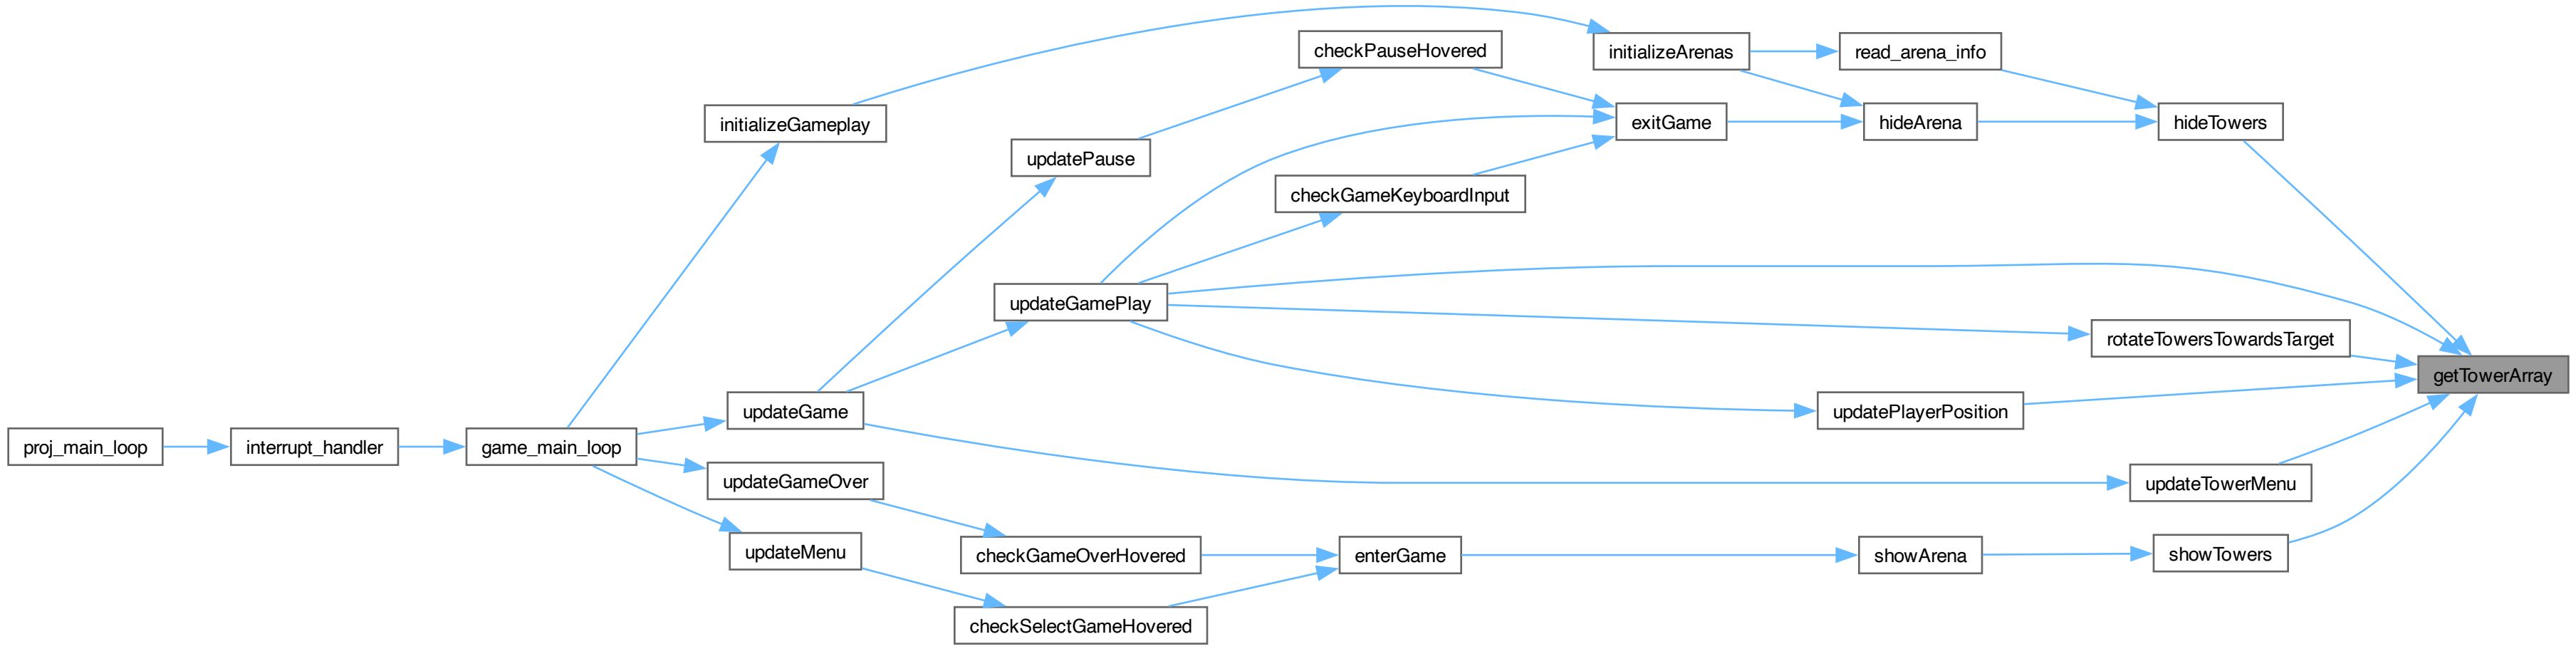 checkPauseHovered
initializeArenas
read_arena_info
initializeGameplay
exitGame
hideArena
hideTowers
updatePause
checkGameKeyboardInput
updateGamePlay
rotateTowersTowardsTarget
getTowerArray
updateGame
updatePlayerPosition
proj_main_loop
interrupt_handler
game_main_loop
updateGameOver
updateTowerMenu
updateMenu
checkGameOverHovered
enterGame
showArena
showTowers
checkSelectGameHovered